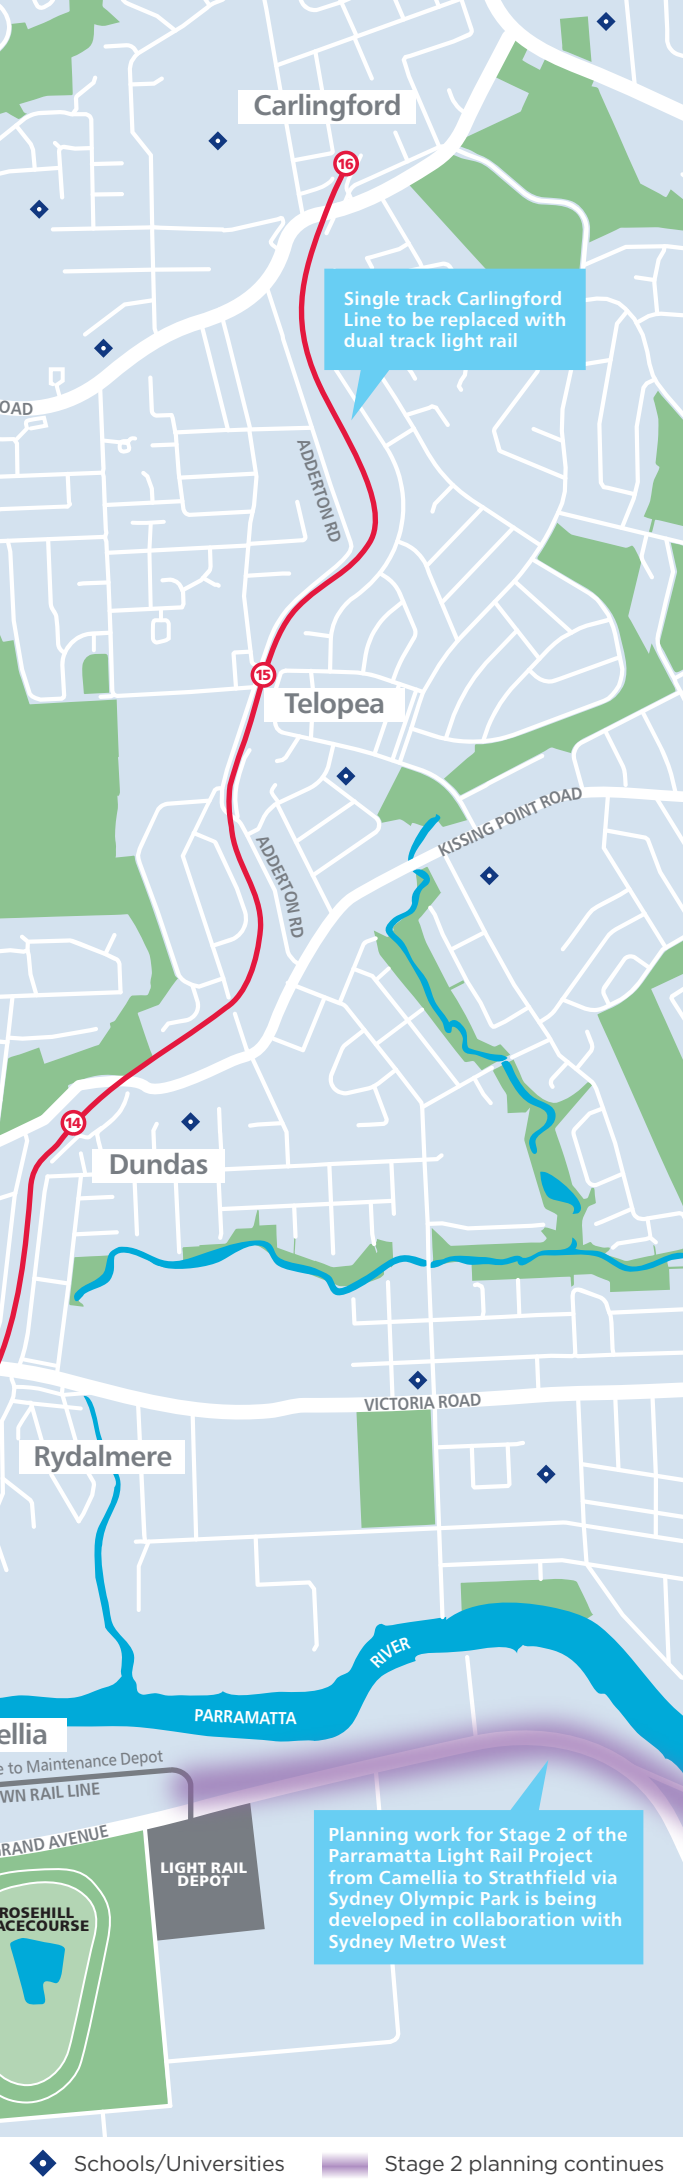 Carlingford
16
Single track Carlingford
Line to be replaced with
dual track light rail
OAD
ADDERTON RD
15
Telopea
KISSING POINT ROAD
ADDERTON RD
14
Dundas
VICTORIA ROAD
Rydalmere
RIVER
PARRAMATTA
ellia
e to Maintenance Depot
WN RAIL LINE
RAND AVENUE
LIGHT RAIL
DEPOT
Planning work for Stage 2 of the
Parramatta Light Rail Project
from Camellia to Strathfield via
Sydney Olympic Park is being
developed in collaboration with
Sydney Metro West
ROSEHILL
ACECOURSE
Schools/Universities
Stage 2 planning continues